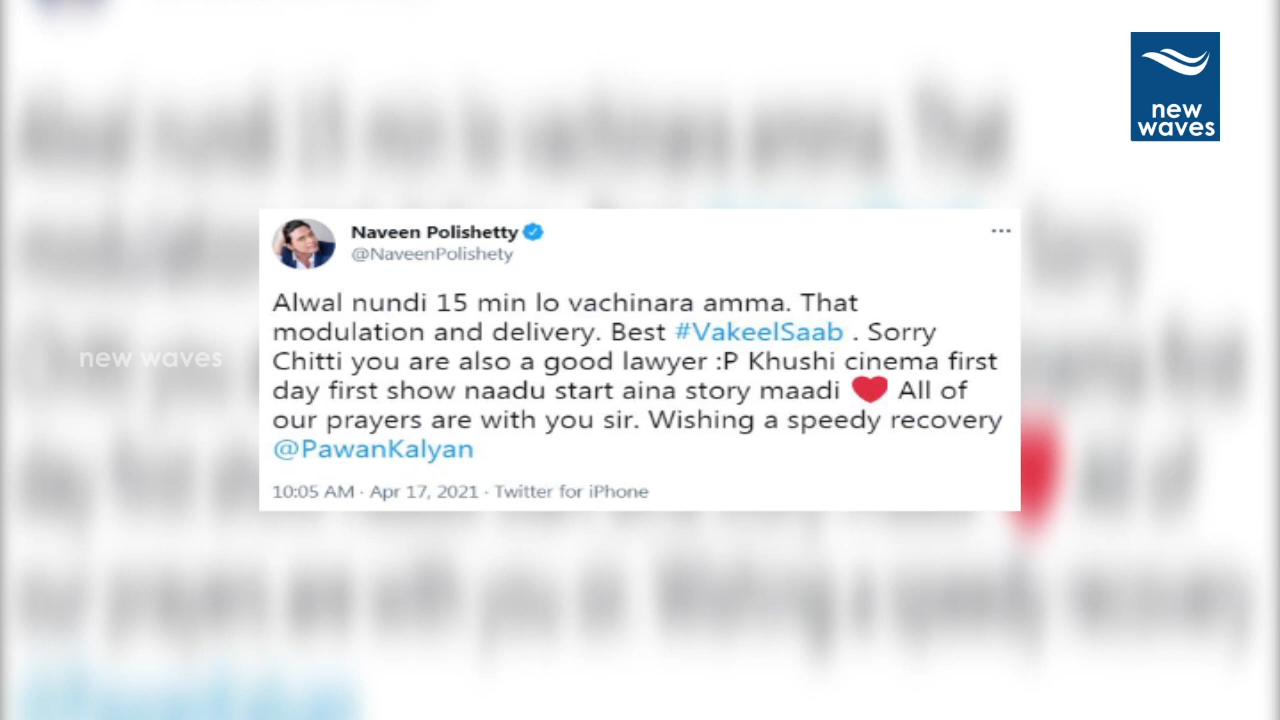 new
waves
Naveen Polishetty
@NaveenPolishety
Alwal nundi 15 min lo vachinara amma. That
modulation and delivery. Best #VakeelSaab . Sorry
Chitti you are also a good lawyer :P Khushi cinema first
day first show naadu start aina story maadi ❤️ All of
our prayers are with you sir. Wishing a speedy recovery
@PawanKalyan
10:05 AM · Apr 17, 2021 · Twitter for iPhone
new waves